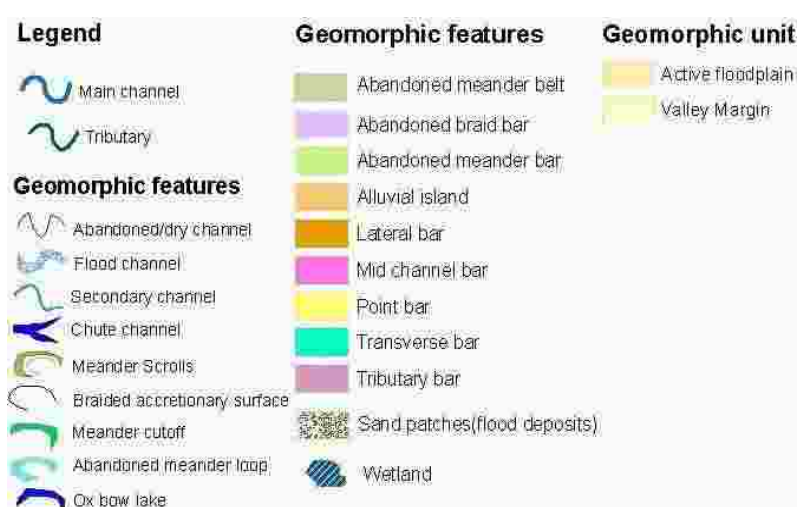 Legend
Main channel
Tributary
Geomorphic features
Abandoned/dry channel
Flood channel
Secondary channel
Chute channel
Meander Scrolls
Braided accretionary surface
Meander cutoff
Abandoned meander loop
Ox bow lake
Geomorphic features
Abandoned meander belt
Abandoned braid bar
Abandoned meander bar
Alluvial island
Lateral bar
Mid channel bar
Point bar
Transverse bar
Tributary bar
Sand patches(flood deposits)
Wetland
Geomorphic unit
Active floodplain
Valley Margin